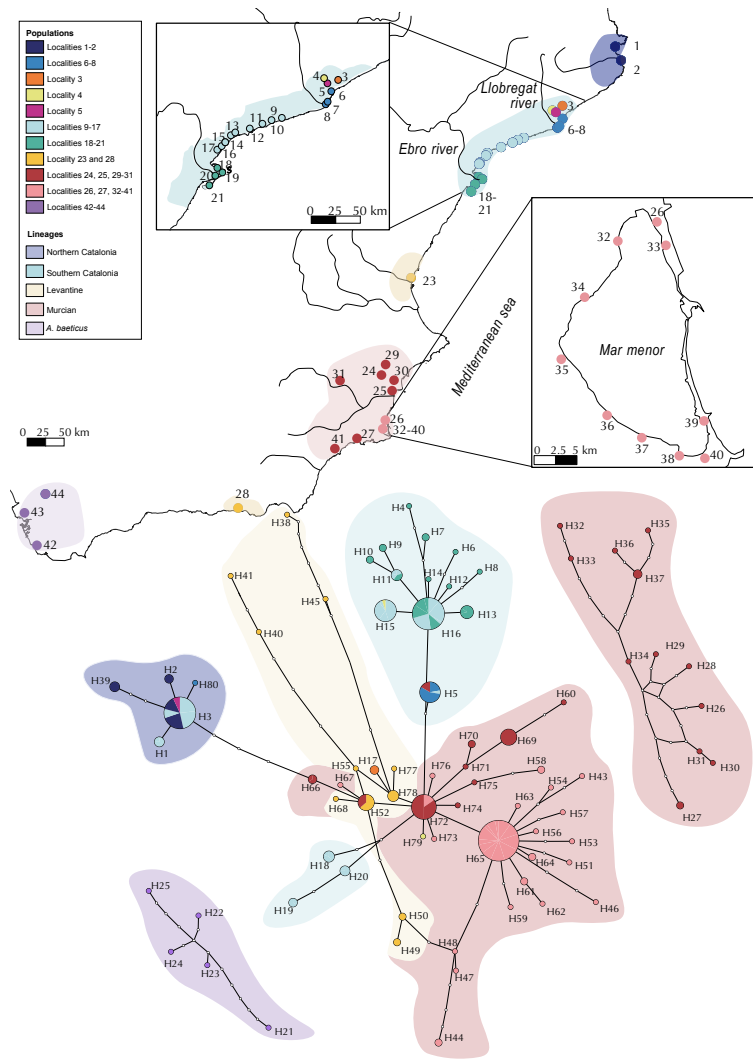 Populations
Localities 1-2
Localities 6-8
Locality 3
Locality 4
Locality 5
Localities 9-17
Localities 18-21
Locality 23 and 28
Localities 24, 25, 29-31
Localities 26, 27, 32-41
Localities 42-44
Lineages
Northern Catalonia
Southern Catalonia
Levantine
Murcian
A. baeticus
4
3
5
6
7
8
9
10
11
12
13
14
15
16
17
18
19
20
21
0 25 50 km
1
2
Llobregat
river
3
6-8
Ebro river
18-
21
23
Mediterranean sea
26
32
33
34
Mar menor
35
36
37
38
39
40
0 2.5 5 km
29
24
30
31
25
26
32-40
27
41
0 25 50 km
44
43
42
28
H38
H41
H45
H40
H4
H7
H9
H10
H6
H14
H8
H11
H12
H15
H16
H13
H5
H32
H35
H36
H33
H37
H29
H34
H28
H26
H31
H30
H27
H2
H39
H80
H3
H1
H60
H70
H69
H55
H17
H77
H76
H71
H58
H66
H67
H75
H54
H43
H78
H68
H52
H72
H74
H63
H57
H79
H73
H56
H53
H65
H64
H51
H18
H20
H61
H46
H19
H59
H62
H50
H49
H48
H47
H44
H25
H22
H24
H23
H21